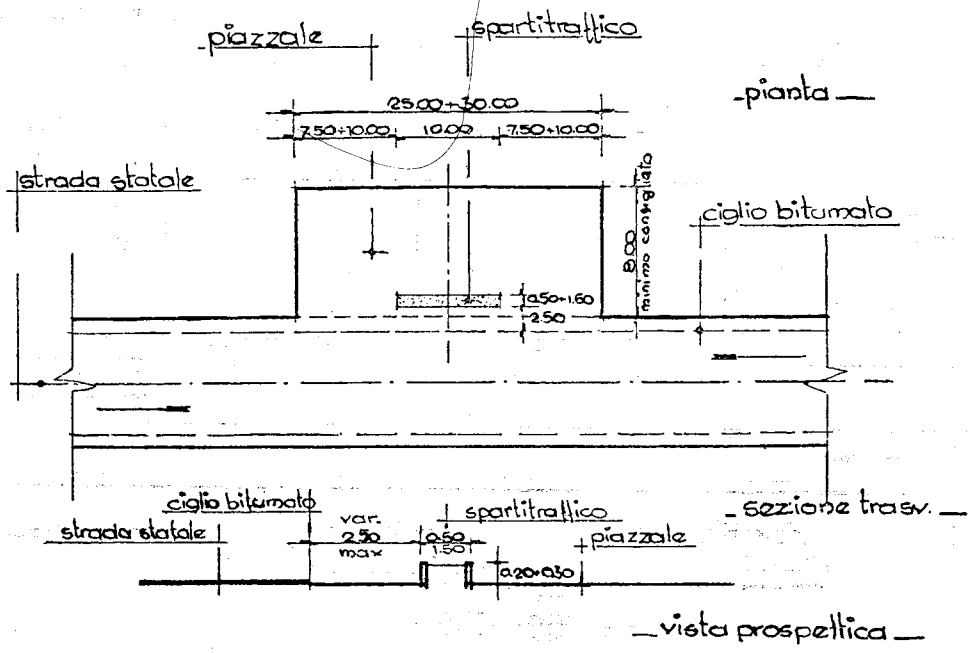 piazzale
spartitraffico
pianta
25.00÷30.00
7.50÷10.00 10.00 7.50÷10.00
strada statale
8.00
minimo consigliato
ciglio bitumato
0.50÷1.60
2.50
ciglio bitumato
spartitraffico
sezione trasv.
strada statale
var.
2.50
max
0.50
1.50
piazzale
0.20÷0.30
vista prospettica